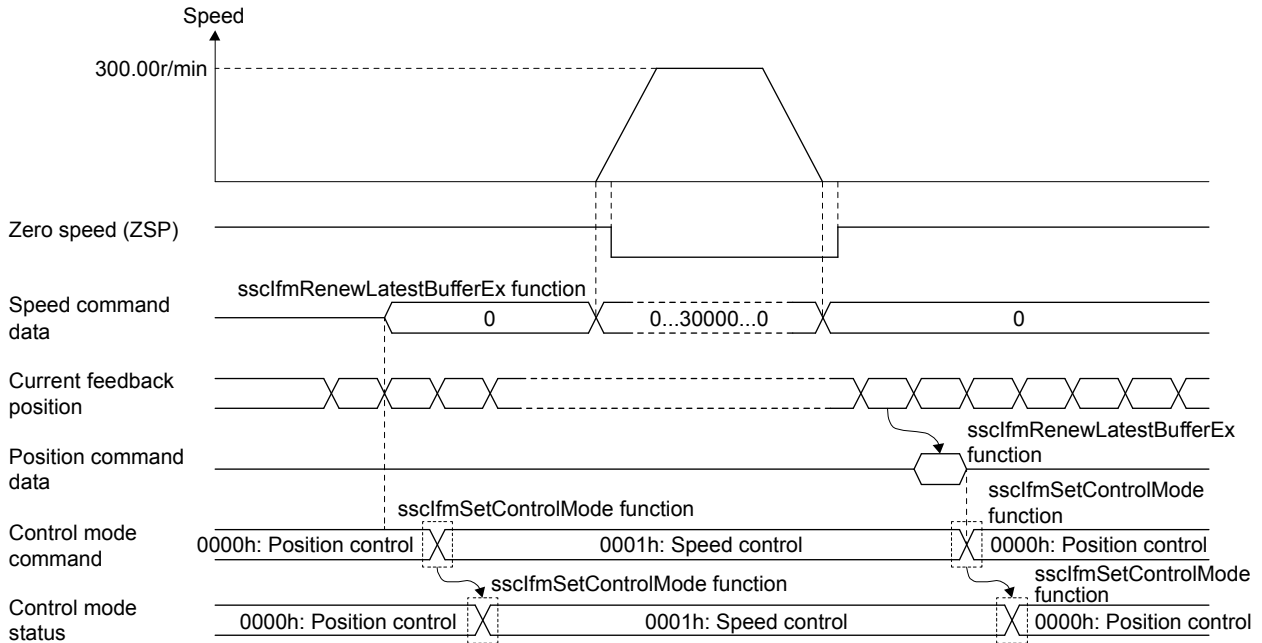 Speed
300.00r/min
Zero speed (ZSP)
sscIfmRenewLatestBufferEx function
Speed command
data
0
0...30000...0
0
Current feedback
position
sscIfmRenewLatestBufferEx
function
Position command
data
sscIfmSetControlMode
function
sscIfmSetControlMode function
Control mode
command
0000h: Position control
0001h: Speed control
0000h: Position control
sscIfmSetControlMode function
sscIfmSetControlMode
function
Control mode
status
0000h: Position control
0001h: Speed control
0000h: Position control